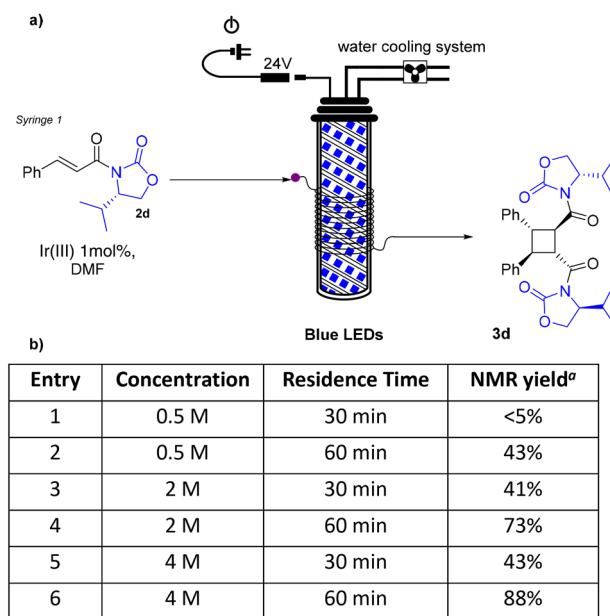 a)
24V
water cooling system
Syringe 1
O
O
Ph
N
O
2d
Ir(III) 1mol%,
DMF
Blue LEDs
O
N
O
Ph
O
Ph
O
N
O
O
3d
b)
Entry Concentration Residence Time NMR yieldᵃ
1 0.5 M 30 min <5%
2 0.5 M 60 min 43%
3 2 M 30 min 41%
4 2 M 60 min 73%
5 4 M 30 min 43%
6 4 M 60 min 88%